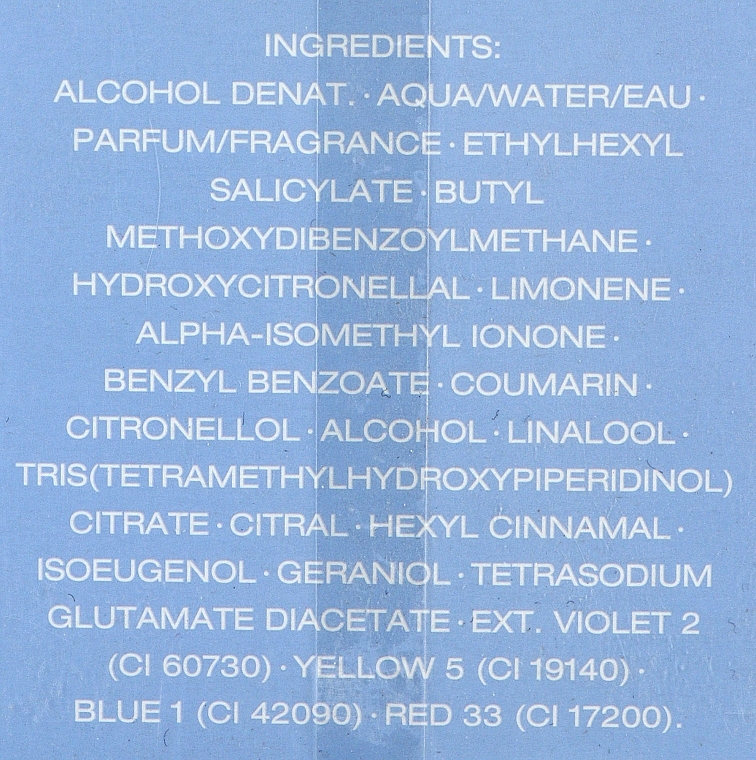 INGREDIENTS:
ALCOHOL DENAT. · AQUA/WATER/EAU ·
PARFUM/FRAGRANCE · ETHYLHEXYL
SALICYLATE · BUTYL
METHOXYDIBENZOYLMETHANE ·
HYDROXYCITRONELLAL · LIMONENE ·
ALPHA-ISOMETHYL IONONE ·
BENZYL BENZOATE · COUMARIN ·
CITRONELLOL · ALCOHOL · LINALOOL ·
TRIS(TETRAMETHYLHYDROXYPIPERIDINOL)
CITRATE · CITRAL · HEXYL CINNAMAL ·
ISOEUGENOL · GERANIOL · TETRASODIUM
GLUTAMATE DIACETATE · EXT. VIOLET 2
(CI 60730) · YELLOW 5 (CI 19140) ·
BLUE 1 (CI 42090) · RED 33 (CI 17200).